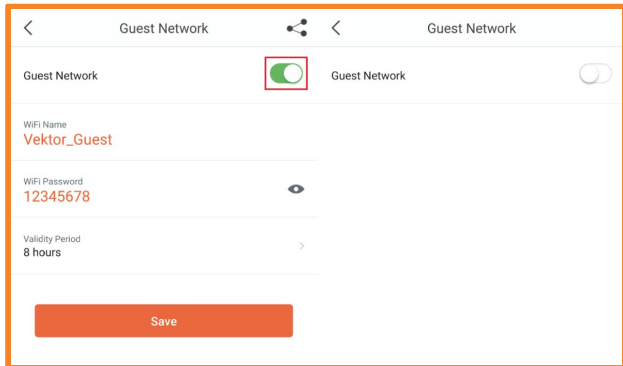 Guest Network
Guest Network
WiFi Name
Vektor_Guest
WiFi Password
12345678
Validity Period
8 hours
Save
Guest Network
Guest Network